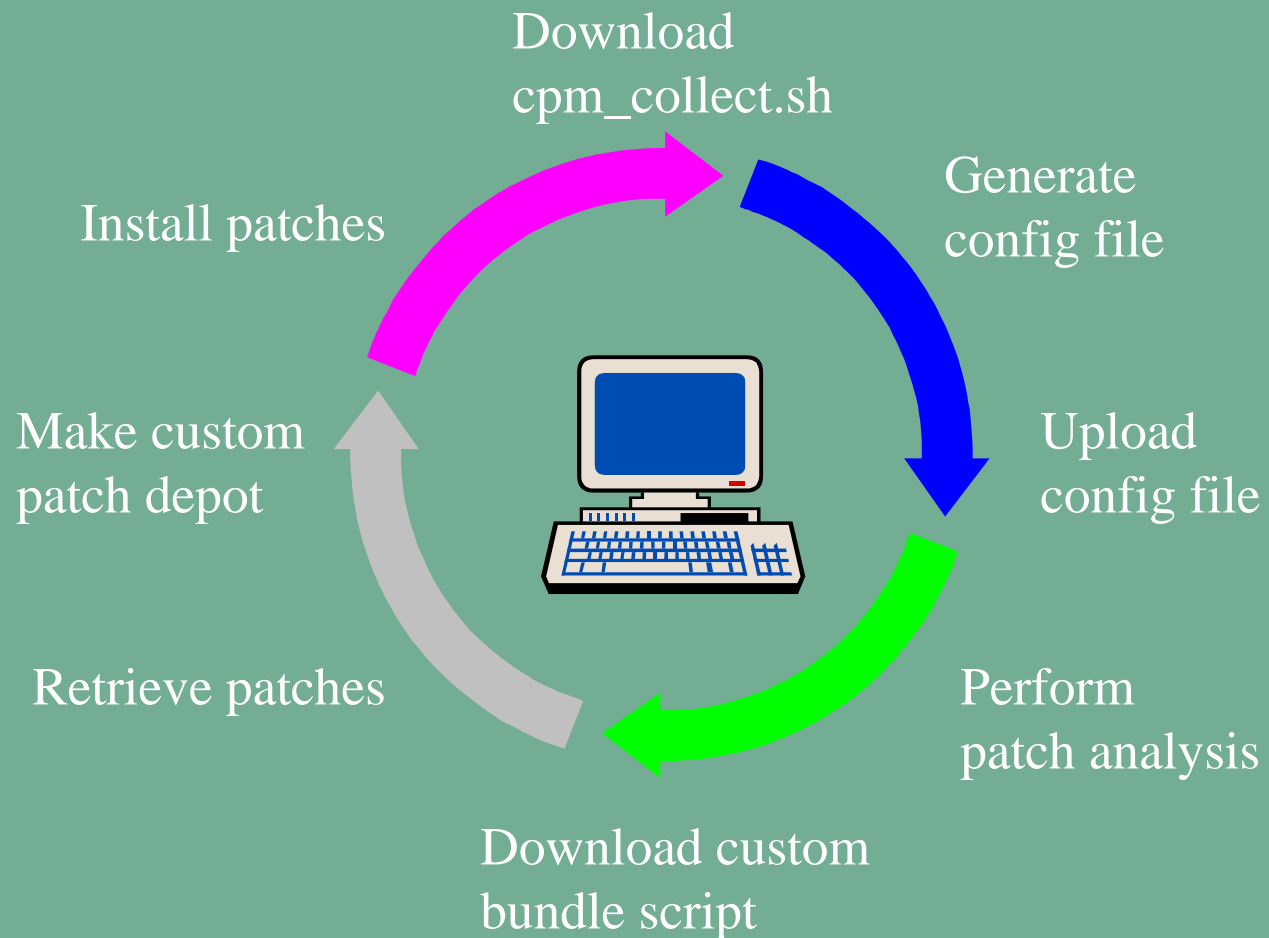 Download
cpm_collect.sh
Generate
config file
Upload
config file
Perform
patch analysis
Download custom
bundle script
Retrieve patches
Make custom
patch depot
Install patches